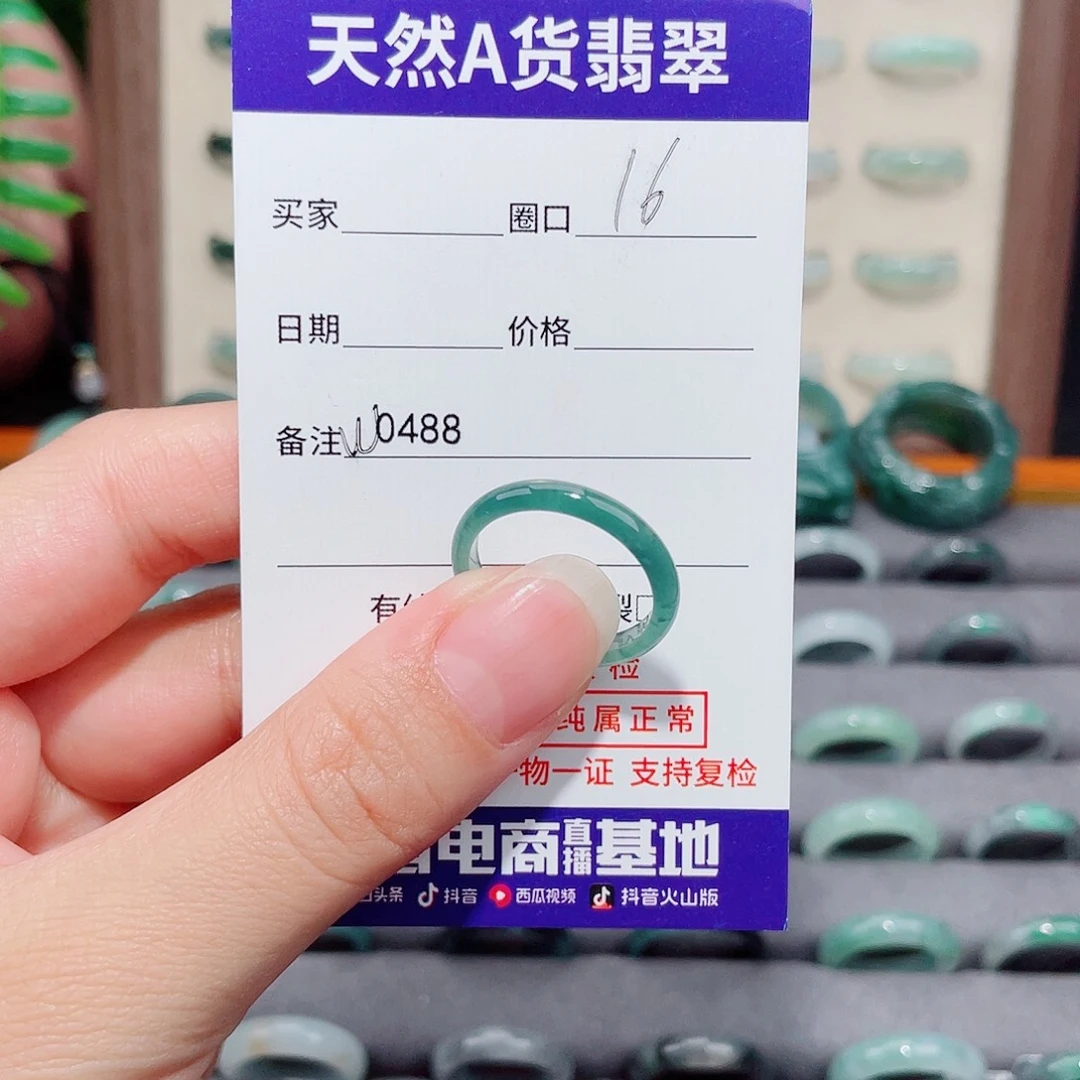 天然A货翡翠
买家 圈口 16
日期 价格
备注 W0488
有 裂
检
纯属正常
物一证 支持复检
电商直播基地
头条 抖音 西瓜视频 抖音火山版